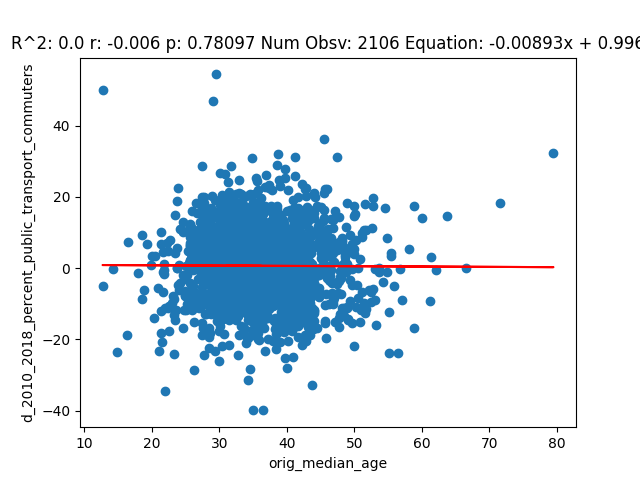 R^2: 0.0 r: -0.006 p: 0.78097 Num Obsv: 2106 Equation: -0.00893x + 0.996
d_2010_2018_percent_public_transport_commuters
40
20
0
−20
−40
10 20 30 40 50 60 70 80
orig_median_age